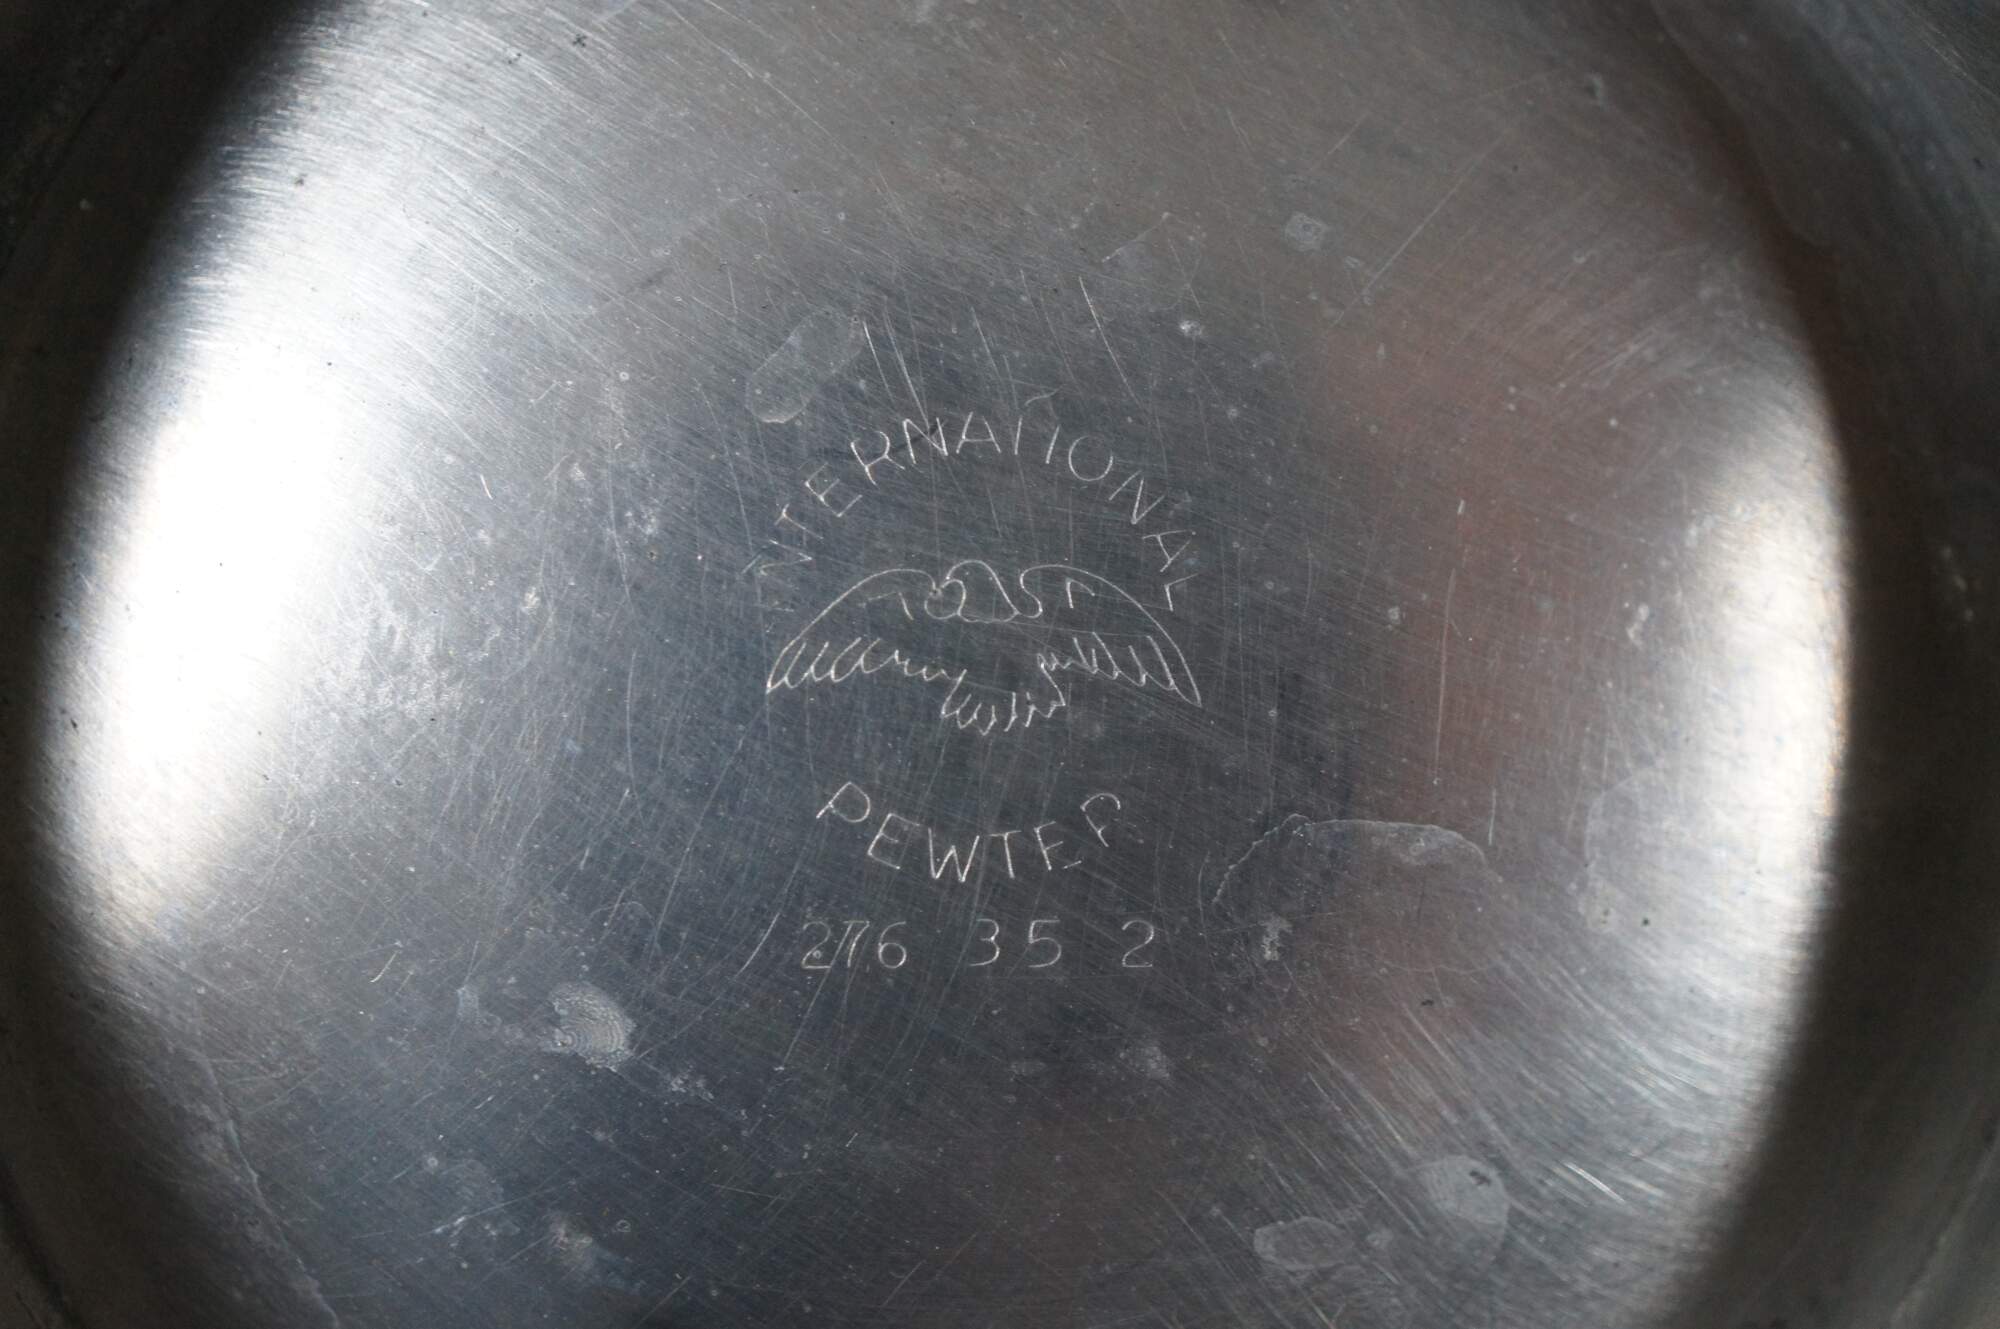 INTERNATIONAL
PEWTER
276 35 2